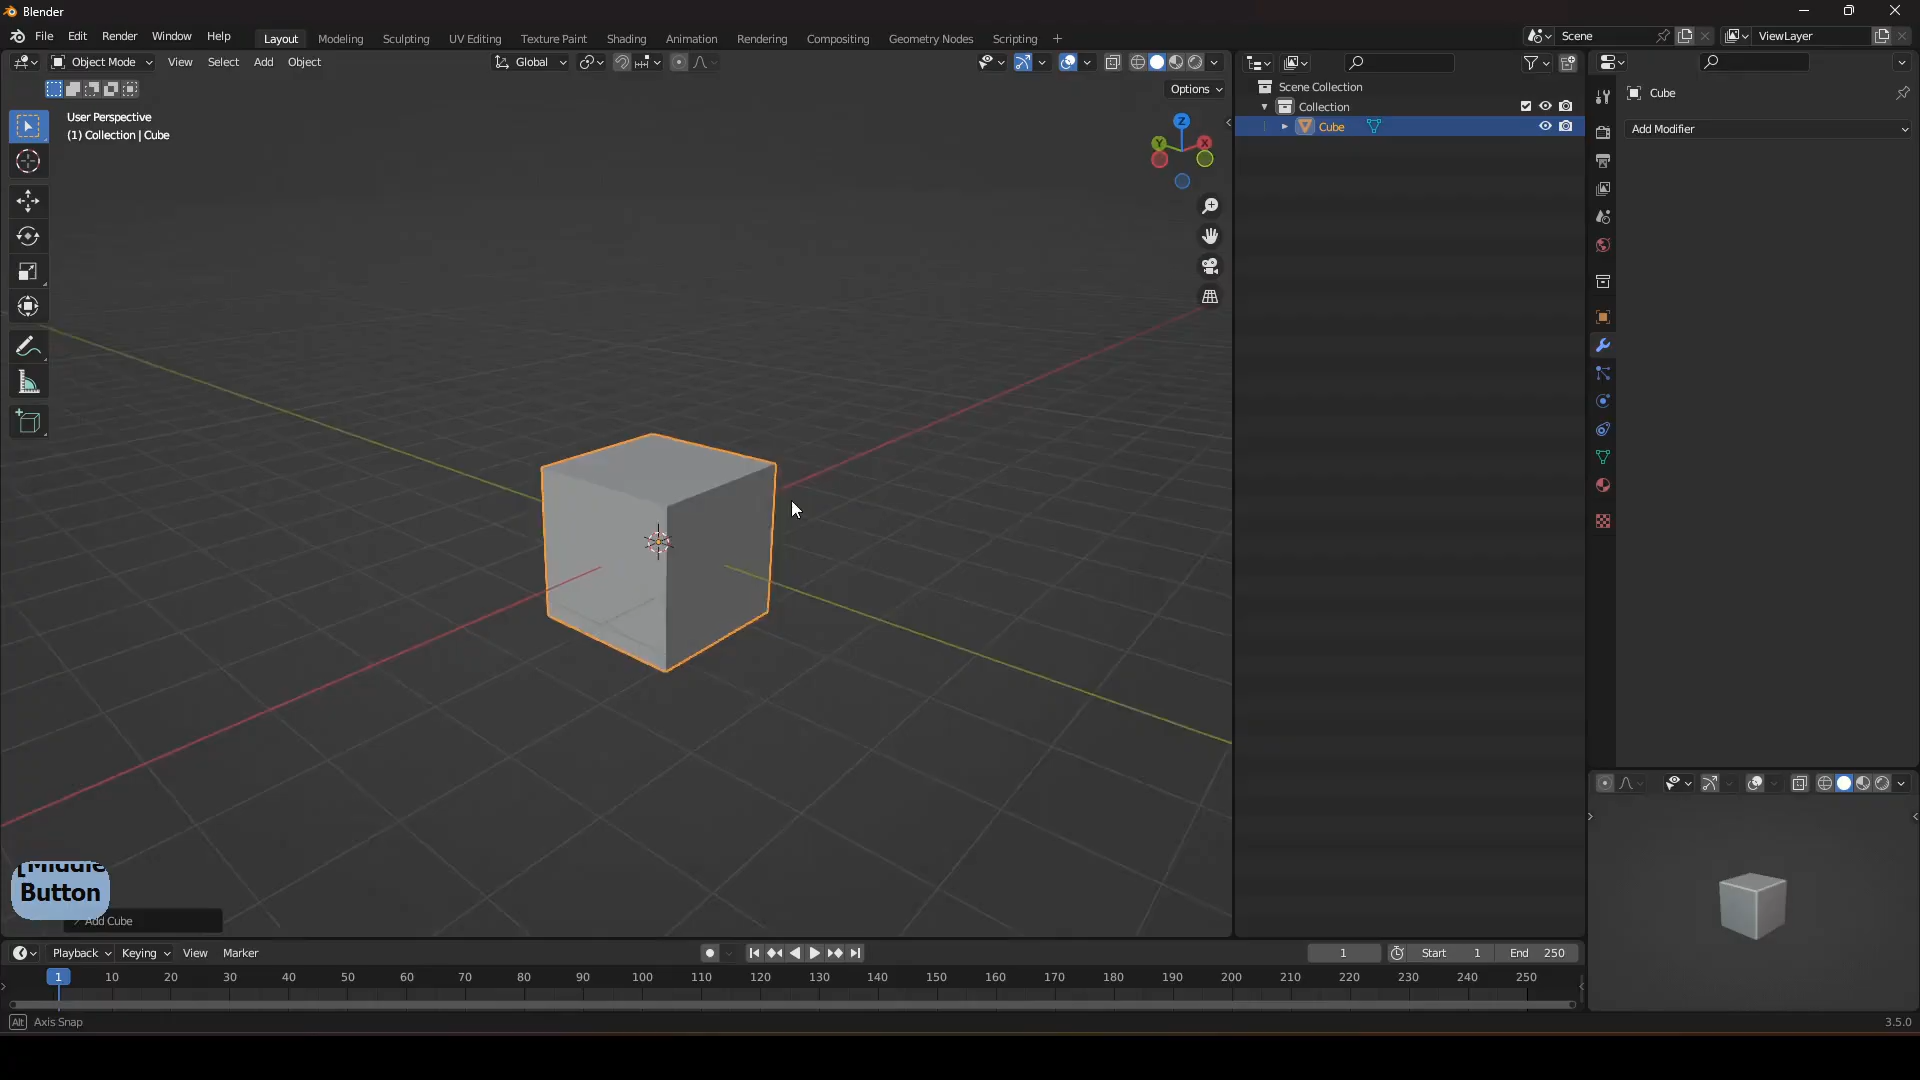 Blender
File Edit Render Window Help Layout Modeling Sculpting UV Editing Texture Paint Shading Animation Rendering Compositing Geometry Nodes Scripting + Scene ViewLayer
Object Mode View Select Add Object Global
Options
User Perspective
(1) Collection | Cube
Z
Y X
Scene Collection
Collection
Cube
Cube
Add Modifier
[Middle
Button
Add Cube
Playback Keying View Marker 1 Start 1 End 250
1 10 20 30 40 50 60 70 80 90 100 110 120 130 140 150 160 170 180 190 200 210 220 230 240 250
Alt Axis Snap 3.5.0